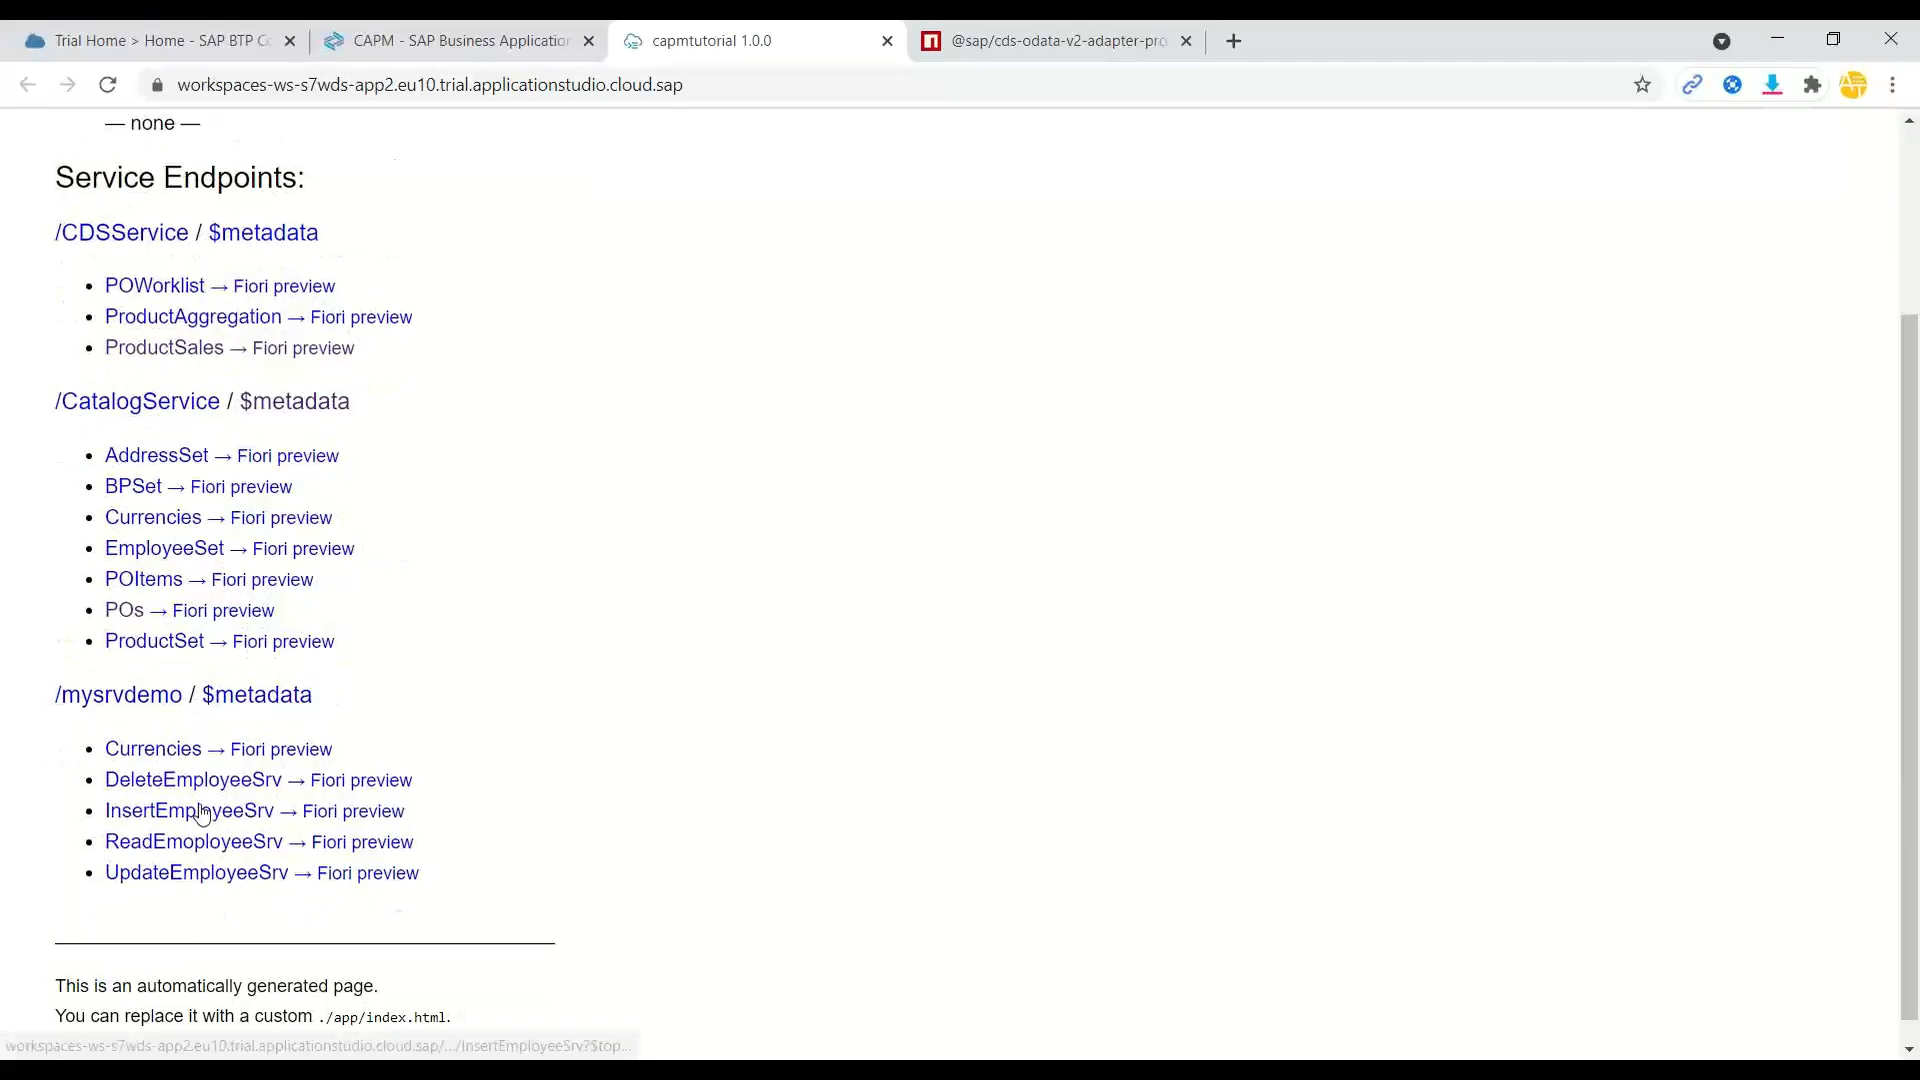 Trial Home > Home - SAP BTP Co
CAPM - SAP Business Application
capmtutorial 1.0.0
@sap/cds-odata-v2-adapter-pro
workspaces-ws-s7wds-app2.eu10.trial.applicationstudio.cloud.sap
— none —
Service Endpoints:
/CDSService / $metadata
• POWorklist → Fiori preview
• ProductAggregation → Fiori preview
• ProductSales → Fiori preview
/CatalogService / $metadata
• AddressSet → Fiori preview
• BPSet → Fiori preview
• Currencies → Fiori preview
• EmployeeSet → Fiori preview
• POItems → Fiori preview
• POs → Fiori preview
• ProductSet → Fiori preview
/mysrvdemo / $metadata
• Currencies → Fiori preview
• DeleteEmployeeSrv → Fiori preview
• InsertEmployeeSrv → Fiori preview
• ReadEmoployeeSrv → Fiori preview
• UpdateEmployeeSrv → Fiori preview
This is an automatically generated page.
You can replace it with a custom ./app/index.html.
workspaces-ws-s7wds-app2.eu10.trial.applicationstudio.cloud.sap/.../InsertEmployeeSrv?$top...